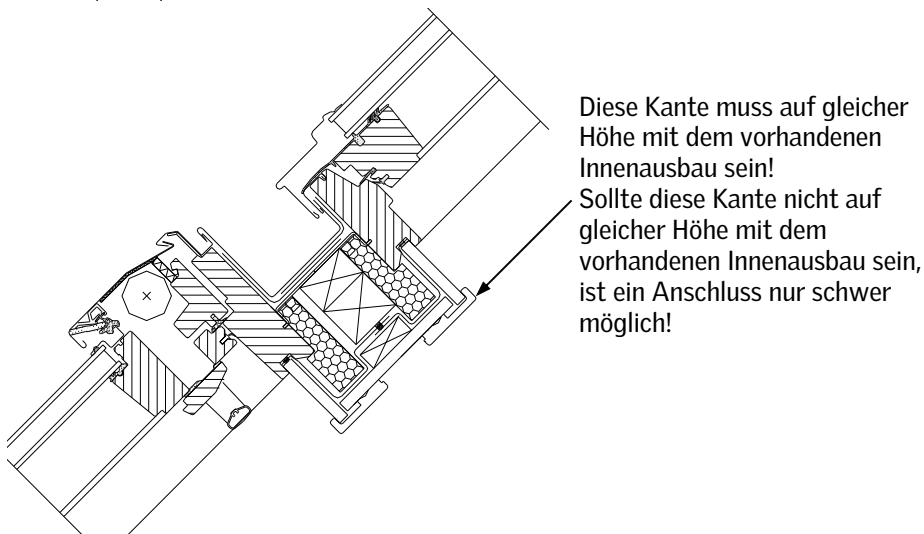 Diese Kante muss auf gleicher
Höhe mit dem vorhandenen
Innenausbau sein!
Sollte diese Kante nicht auf
gleicher Höhe mit dem
vorhandenen Innenausbau sein,
ist ein Anschluss nur schwer
möglich!